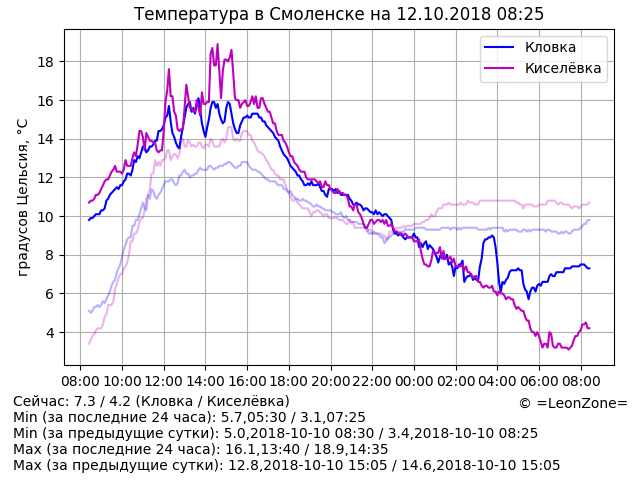 Температура в Смоленске на 12.10.2018 08:25
Кловка
Киселёвка
градусов Цельсия, °C
18
16
14
12
10
8
6
4
08:00 10:00 12:00 14:00 16:00 18:00 20:00 22:00 00:00 02:00 04:00 06:00 08:00
Сейчас: 7.3 / 4.2 (Кловка / Киселёвка)
© =LeonZone=
Min (за последние 24 часа): 5.7,05:30 / 3.1,07:25
Min (за предыдущие сутки): 5.0,2018-10-10 08:30 / 3.4,2018-10-10 08:25
Max (за последние 24 часа): 16.1,13:40 / 18.9,14:35
Max (за предыдущие сутки): 12.8,2018-10-10 15:05 / 14.6,2018-10-10 15:05